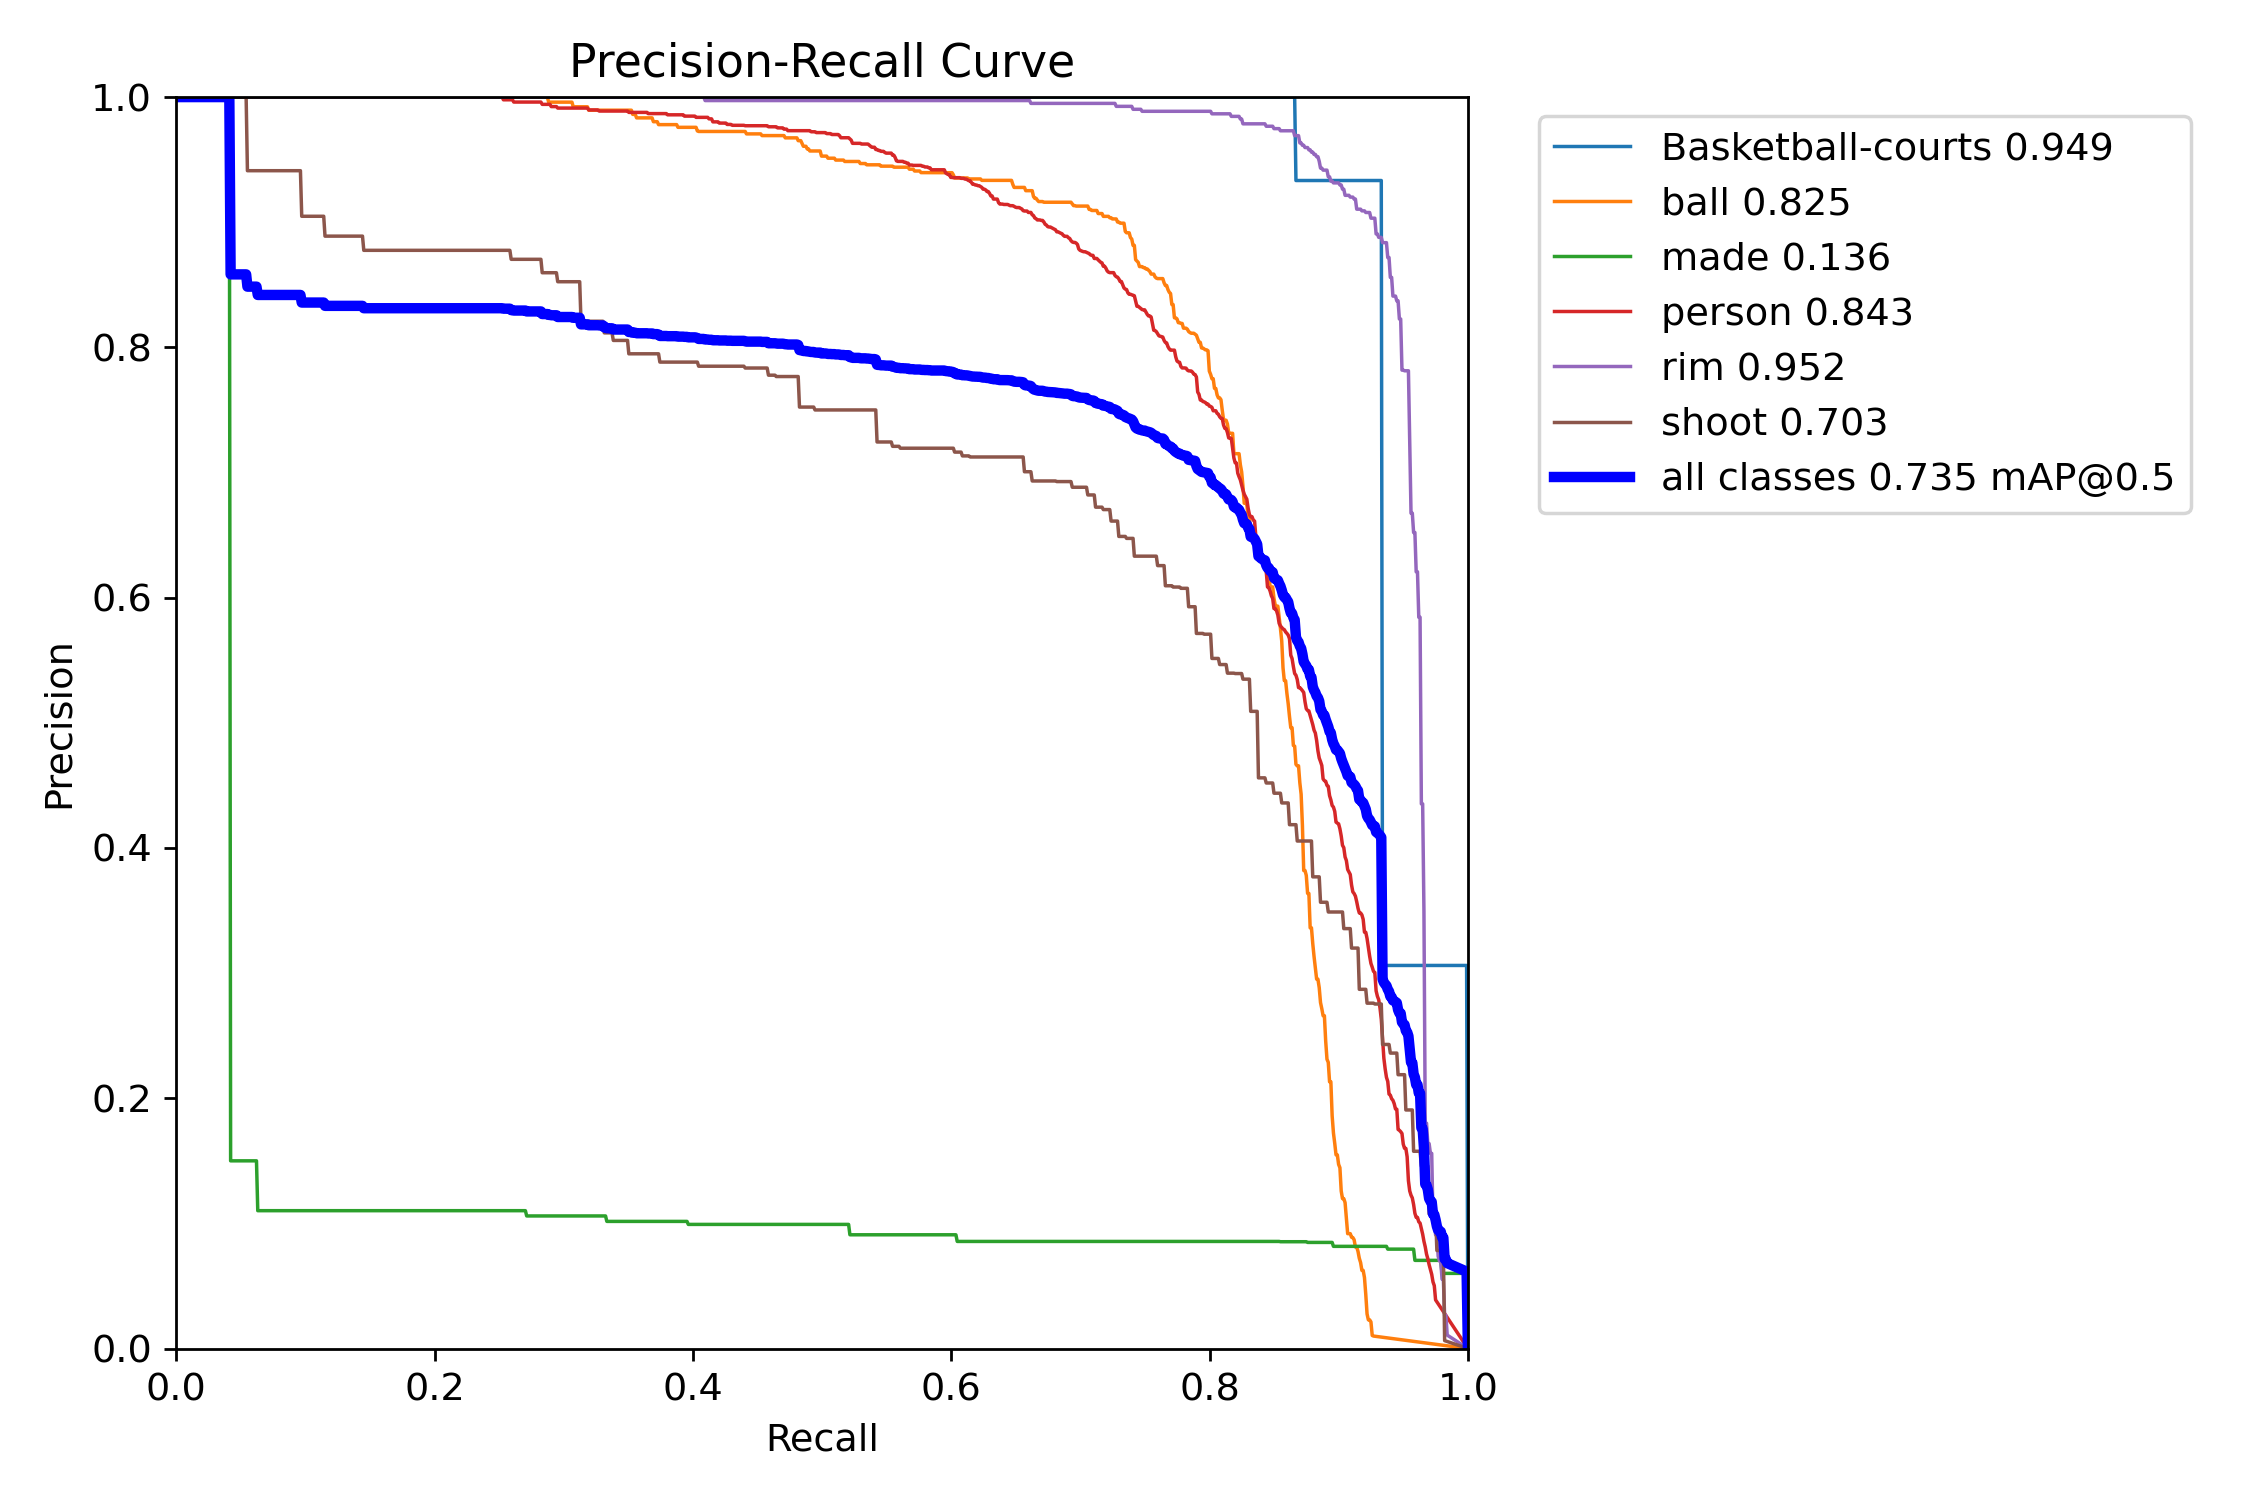 Precision-Recall Curve
1.0
0.8
0.6
0.4
0.2
0.0
Precision
0.0 0.2 0.4 0.6 0.8 1.0
Recall
Basketball-courts 0.949
ball 0.825
made 0.136
person 0.843
rim 0.952
shoot 0.703
all classes 0.735 mAP@0.5